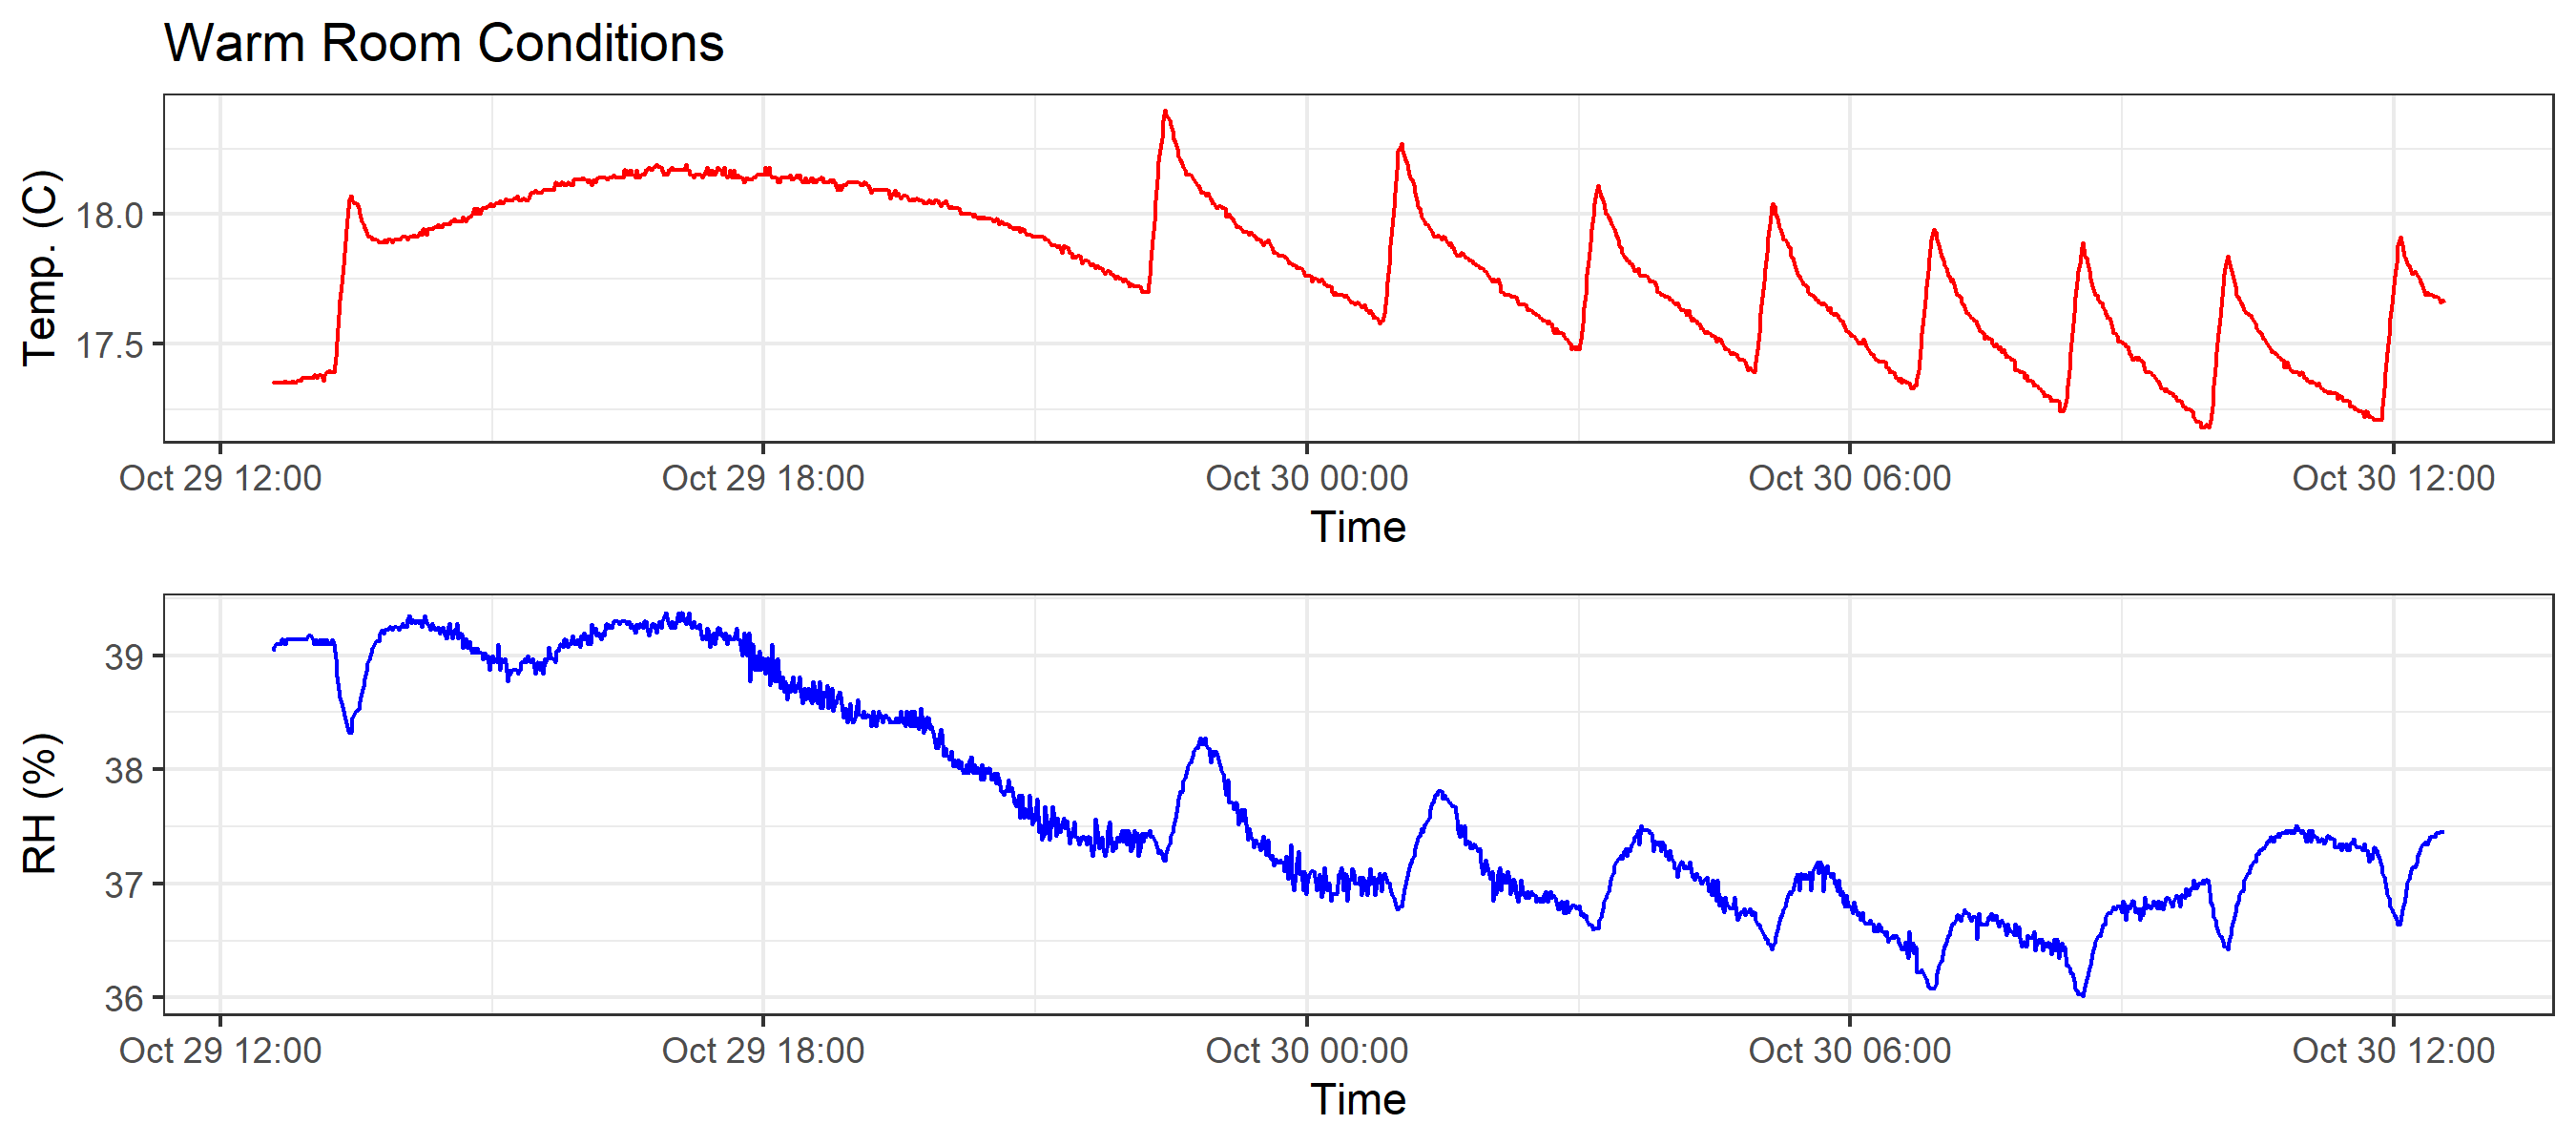 Warm Room Conditions
Temp. (C)
18.0
17.5
Oct 29 12:00 Oct 29 18:00 Oct 30 00:00 Oct 30 06:00 Oct 30 12:00
Time
RH (%)
39
38
37
36
Oct 29 12:00 Oct 29 18:00 Oct 30 00:00 Oct 30 06:00 Oct 30 12:00
Time